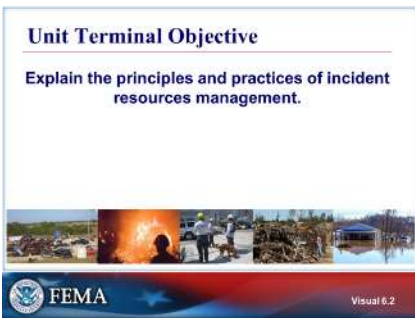 Unit Terminal Objective
Explain the principles and practices of incident
resources management.
FEMA
Visual 6.2